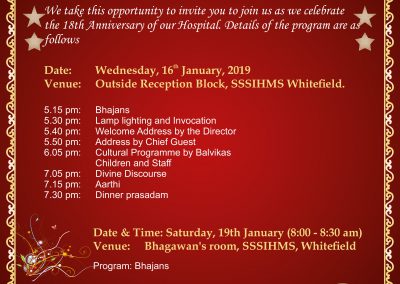 We take this opportunity to invite you to join us as we celebrate
the 18th Anniversary of our Hospital. Details of the program are as
follows
Date: Wednesday, 16th January, 2019
Venue: Outside Reception Block, SSSIHMS Whitefield.
5.15 pm: Bhajans
5.30 pm: Lamp lighting and Invocation
5.40 pm: Welcome Address by the Director
5.50 pm: Address by Chief Guest
6.05 pm: Cultural Programme by Balvikas
Children and Staff
7.05 pm: Divine Discourse
7.15 pm: Aarthi
7.30 pm: Dinner prasadam
Date & Time: Saturday, 19th January (8:00 - 8:30 am)
Venue: Bhagawan's room, SSSIHMS, Whitefield
Program: Bhajans